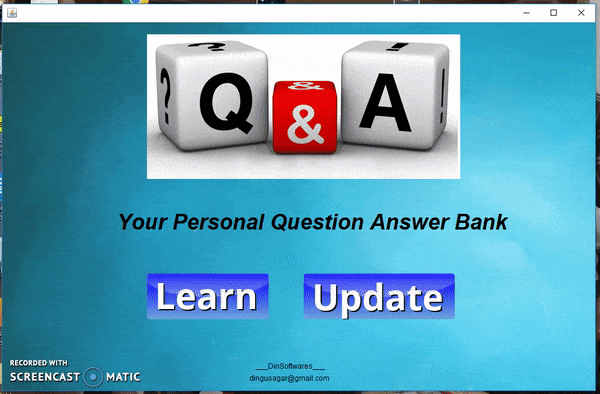 ? Q & & ! A !
Your Personal Question Answer Bank
Learn Update
___DinSoftwares___
dingusagar@gmail.com
RECORDED WITH
SCREENCAST MATIC